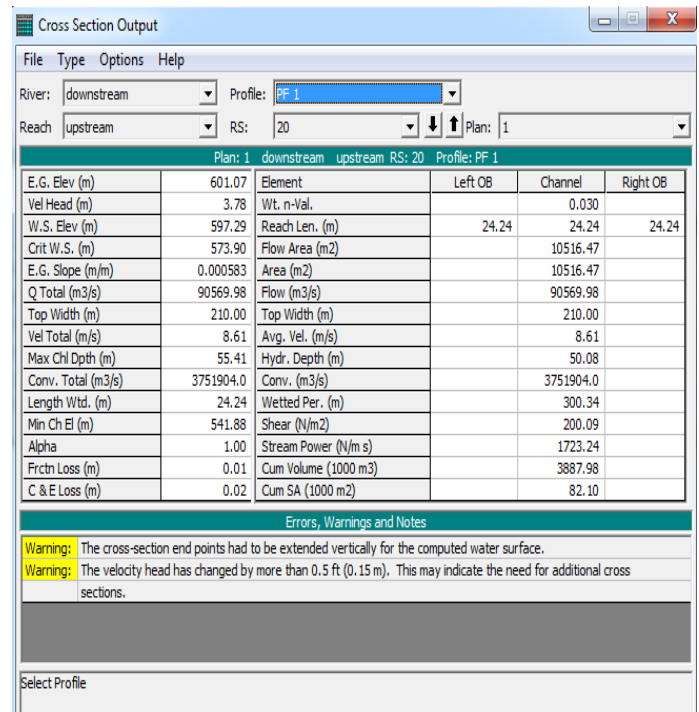 Cross Section Output
File Type Options Help
River: downstream Profile: PF 1
Reach upstream RS: 20 Plan: 1
Plan: 1 downstream upstream RS: 20 Profile: PF 1
E.G. Elev (m) 601.07 Element Left OB Channel Right OB
Vel Head (m) 3.78 Wt. n-Val. 0.030
W.S. Elev (m) 597.29 Reach Len. (m) 24.24 24.24 24.24
Crit W.S. (m) 573.90 Flow Area (m2) 10516.47
E.G. Slope (m/m) 0.000583 Area (m2) 10516.47
Q Total (m3/s) 90569.98 Flow (m3/s) 90569.98
Top Width (m) 210.00 Top Width (m) 210.00
Vel Total (m/s) 8.61 Avg. Vel. (m/s) 8.61
Max Chl Dpth (m) 55.41 Hydr. Depth (m) 50.08
Conv. Total (m3/s) 3751904.0 Conv. (m3/s) 3751904.0
Length Wtd. (m) 24.24 Wetted Per. (m) 300.34
Min Ch El (m) 541.88 Shear (N/m2) 200.09
Alpha 1.00 Stream Power (N/m s) 1723.24
Frctn Loss (m) 0.01 Cum Volume (1000 m3) 3887.98
C & E Loss (m) 0.02 Cum SA (1000 m2) 82.10
Errors, Warnings and Notes
Warning: The cross-section end points had to be extended vertically for the computed water surface.
Warning: The velocity head has changed by more than 0.5 ft (0.15 m). This may indicate the need for additional cross
sections.
Select Profile